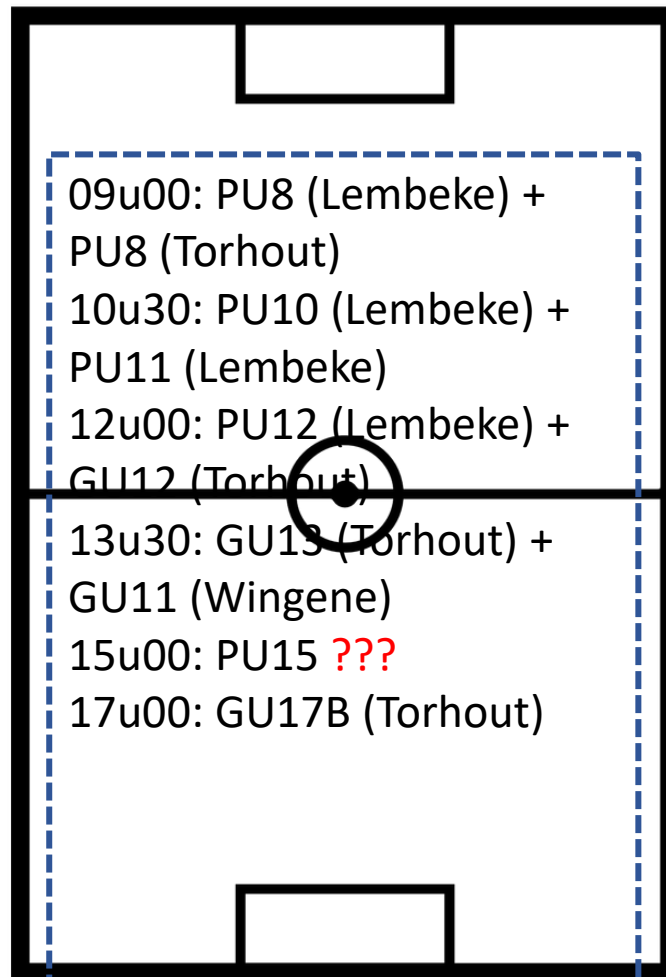 09u00: PU8 (Lembeke) +
PU8 (Torhout)
10u30: PU10 (Lembeke) +
PU11 (Lembeke)
12u00: PU12 (Lembeke) +
GU12 (Torhout)
13u30: GU13 (Torhout) +
GU11 (Wingene)
15u00: PU15 ???
17u00: GU17B (Torhout)